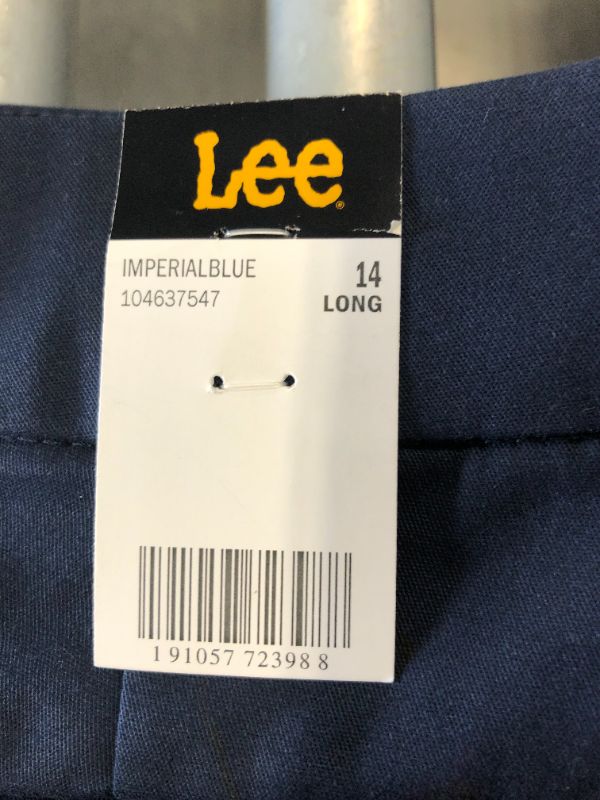 Lee
IMPERIALBLUE 14
104637547 LONG
1 91057 72398 8